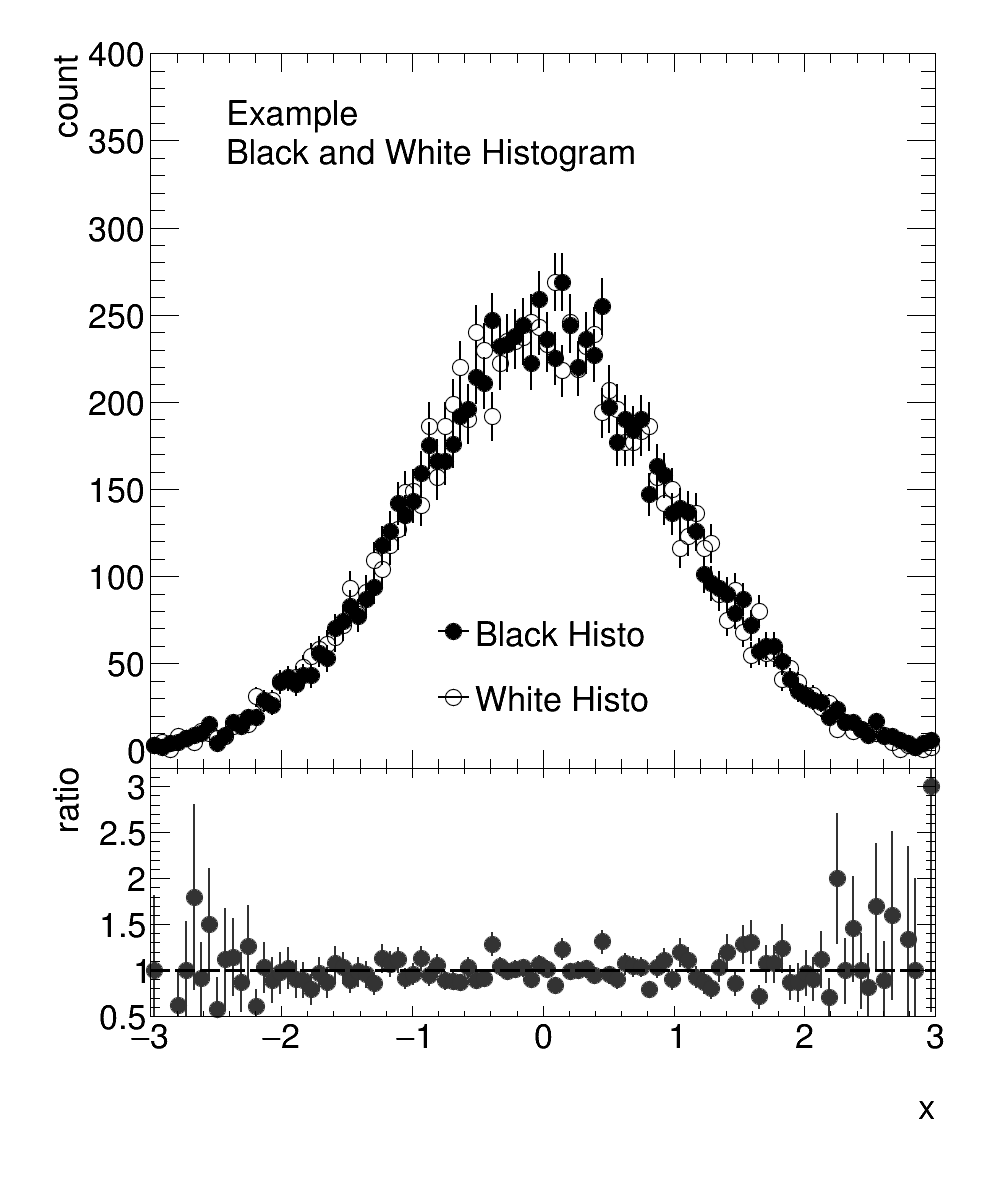 count
400
350
300
250
200
150
100
50
0
Example
Black and White Histogram
Black Histo
White Histo
ratio
3
2.5
2
1.5
1
0.5
−3 −2 −1 0 1 2 3
x